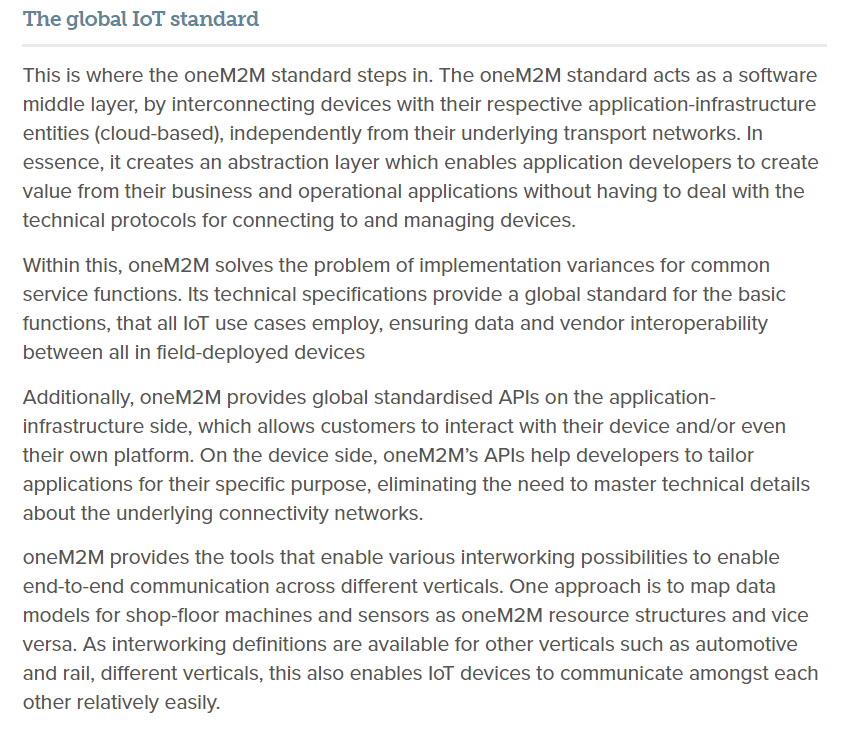 The global IoT standard
This is where the oneM2M standard steps in. The oneM2M standard acts as a software
middle layer, by interconnecting devices with their respective application-infrastructure
entities (cloud-based), independently from their underlying transport networks. In
essence, it creates an abstraction layer which enables application developers to create
value from their business and operational applications without having to deal with the
technical protocols for connecting to and managing devices.
Within this, oneM2M solves the problem of implementation variances for common
service functions. Its technical specifications provide a global standard for the basic
functions, that all IoT use cases employ, ensuring data and vendor interoperability
between all in field-deployed devices
Additionally, oneM2M provides global standardised APIs on the application-
infrastructure side, which allows customers to interact with their device and/or even
their own platform. On the device side, oneM2M’s APIs help developers to tailor
applications for their specific purpose, eliminating the need to master technical details
about the underlying connectivity networks.
oneM2M provides the tools that enable various interworking possibilities to enable
end-to-end communication across different verticals. One approach is to map data
models for shop-floor machines and sensors as oneM2M resource structures and vice
versa. As interworking definitions are available for other verticals such as automotive
and rail, different verticals, this also enables IoT devices to communicate amongst each
other relatively easily.